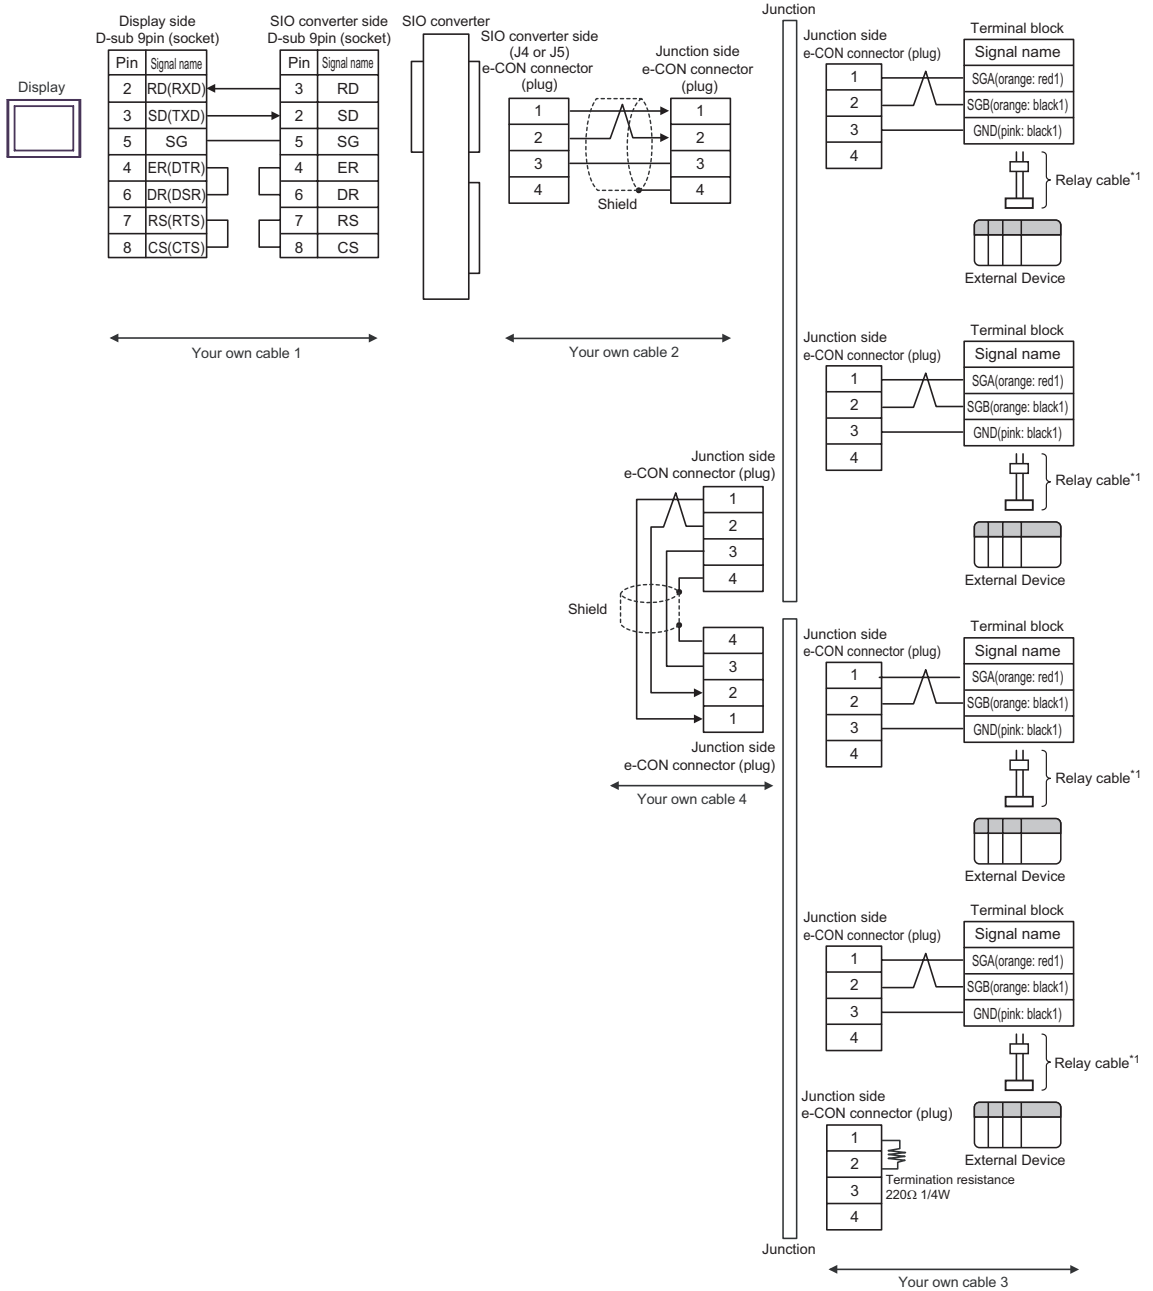 Display
Display side
D-sub 9pin (socket)
Pin Signal name
2 RD(RXD)
3 SD(TXD)
5 SG
4 ER(DTR)
6 DR(DSR)
7 RS(RTS)
8 CS(CTS)
SIO converter side
D-sub 9pin (socket)
Pin Signal name
3 RD
2 SD
5 SG
4 ER
6 DR
7 RS
8 CS
Your own cable 1
SIO converter
SIO converter side
(J4 or J5)
e-CON connector
(plug)
1
2
3
4
Shield
Junction side
e-CON connector
(plug)
1
2
3
4
Your own cable 2
Junction
Junction side
e-CON connector (plug)
1
2
3
4
Terminal block
Signal name
SGA(orange: red1)
SGB(orange: black1)
GND(pink: black1)
Relay cable*1
External Device
Junction side
e-CON connector (plug)
1
2
3
4
Terminal block
Signal name
SGA(orange: red1)
SGB(orange: black1)
GND(pink: black1)
Relay cable*1
External Device
Junction side
e-CON connector (plug)
1
2
3
4
Shield
4
3
2
1
Junction side
e-CON connector (plug)
Your own cable 4
Junction side
e-CON connector (plug)
1
2
3
4
Terminal block
Signal name
SGA(orange: red1)
SGB(orange: black1)
GND(pink: black1)
Relay cable*1
External Device
Junction side
e-CON connector (plug)
1
2
3
4
Terminal block
Signal name
SGA(orange: red1)
SGB(orange: black1)
GND(pink: black1)
Relay cable*1
External Device
Junction side
e-CON connector (plug)
1
2
3
4
Termination resistance
220Ω 1/4W
Junction
Your own cable 3